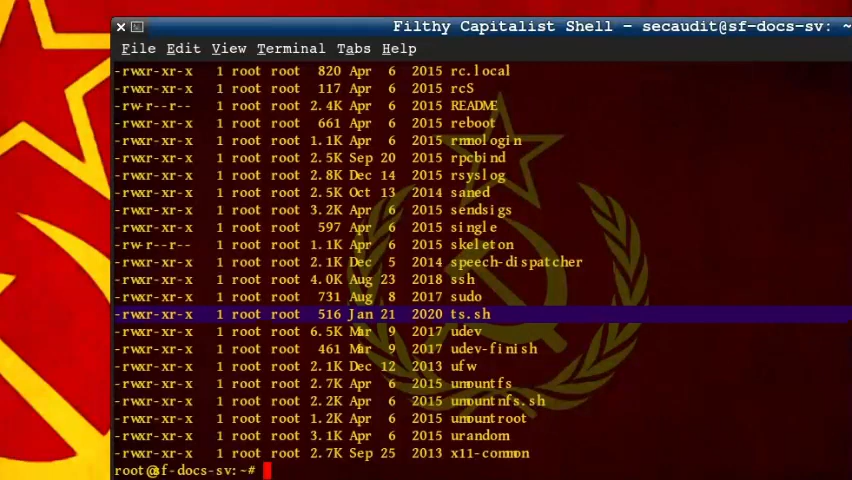 Filthy Capitalist Shell - secaudit@sf-docs-sv: ~
File Edit View Terminal Tabs Help
-rwxr-xr-x 1 root root 820 Apr 6 2015 rc.local
-rwxr-xr-x 1 root root 117 Apr 6 2015 rcS
-rw-r--r-- 1 root root 2.4K Apr 6 2015 README
-rwxr-xr-x 1 root root 661 Apr 6 2015 reboot
-rwxr-xr-x 1 root root 1.1K Apr 6 2015 rmnologin
-rwxr-xr-x 1 root root 2.5K Sep 20 2015 rpcbind
-rwxr-xr-x 1 root root 2.8K Dec 14 2015 rsyslog
-rwxr-xr-x 1 root root 2.5K Oct 13 2014 saned
-rwxr-xr-x 1 root root 3.2K Apr 6 2015 sendsigs
-rwxr-xr-x 1 root root 597 Apr 6 2015 single
-rw-r--r-- 1 root root 1.1K Apr 6 2015 skeleton
-rwxr-xr-x 1 root root 2.1K Dec 5 2014 speech-dispatcher
-rwxr-xr-x 1 root root 4.0K Aug 23 2018 ssh
-rwxr-xr-x 1 root root 731 Aug 8 2017 sudo
-rwxr-xr-x 1 root root 516 Jan 21 2020 ts.sh
-rwxr-xr-x 1 root root 6.5K Mar 9 2017 udev
-rwxr-xr-x 1 root root 461 Mar 9 2017 udev-finish
-rwxr-xr-x 1 root root 2.1K Dec 12 2013 ufw
-rwxr-xr-x 1 root root 2.7K Apr 6 2015 umountfs
-rwxr-xr-x 1 root root 2.2K Apr 6 2015 umountnfs.sh
-rwxr-xr-x 1 root root 1.2K Apr 6 2015 umountroot
-rwxr-xr-x 1 root root 3.1K Apr 6 2015 urandom
-rwxr-xr-x 1 root root 2.7K Sep 25 2013 x11-common
root@sf-docs-sv:~#